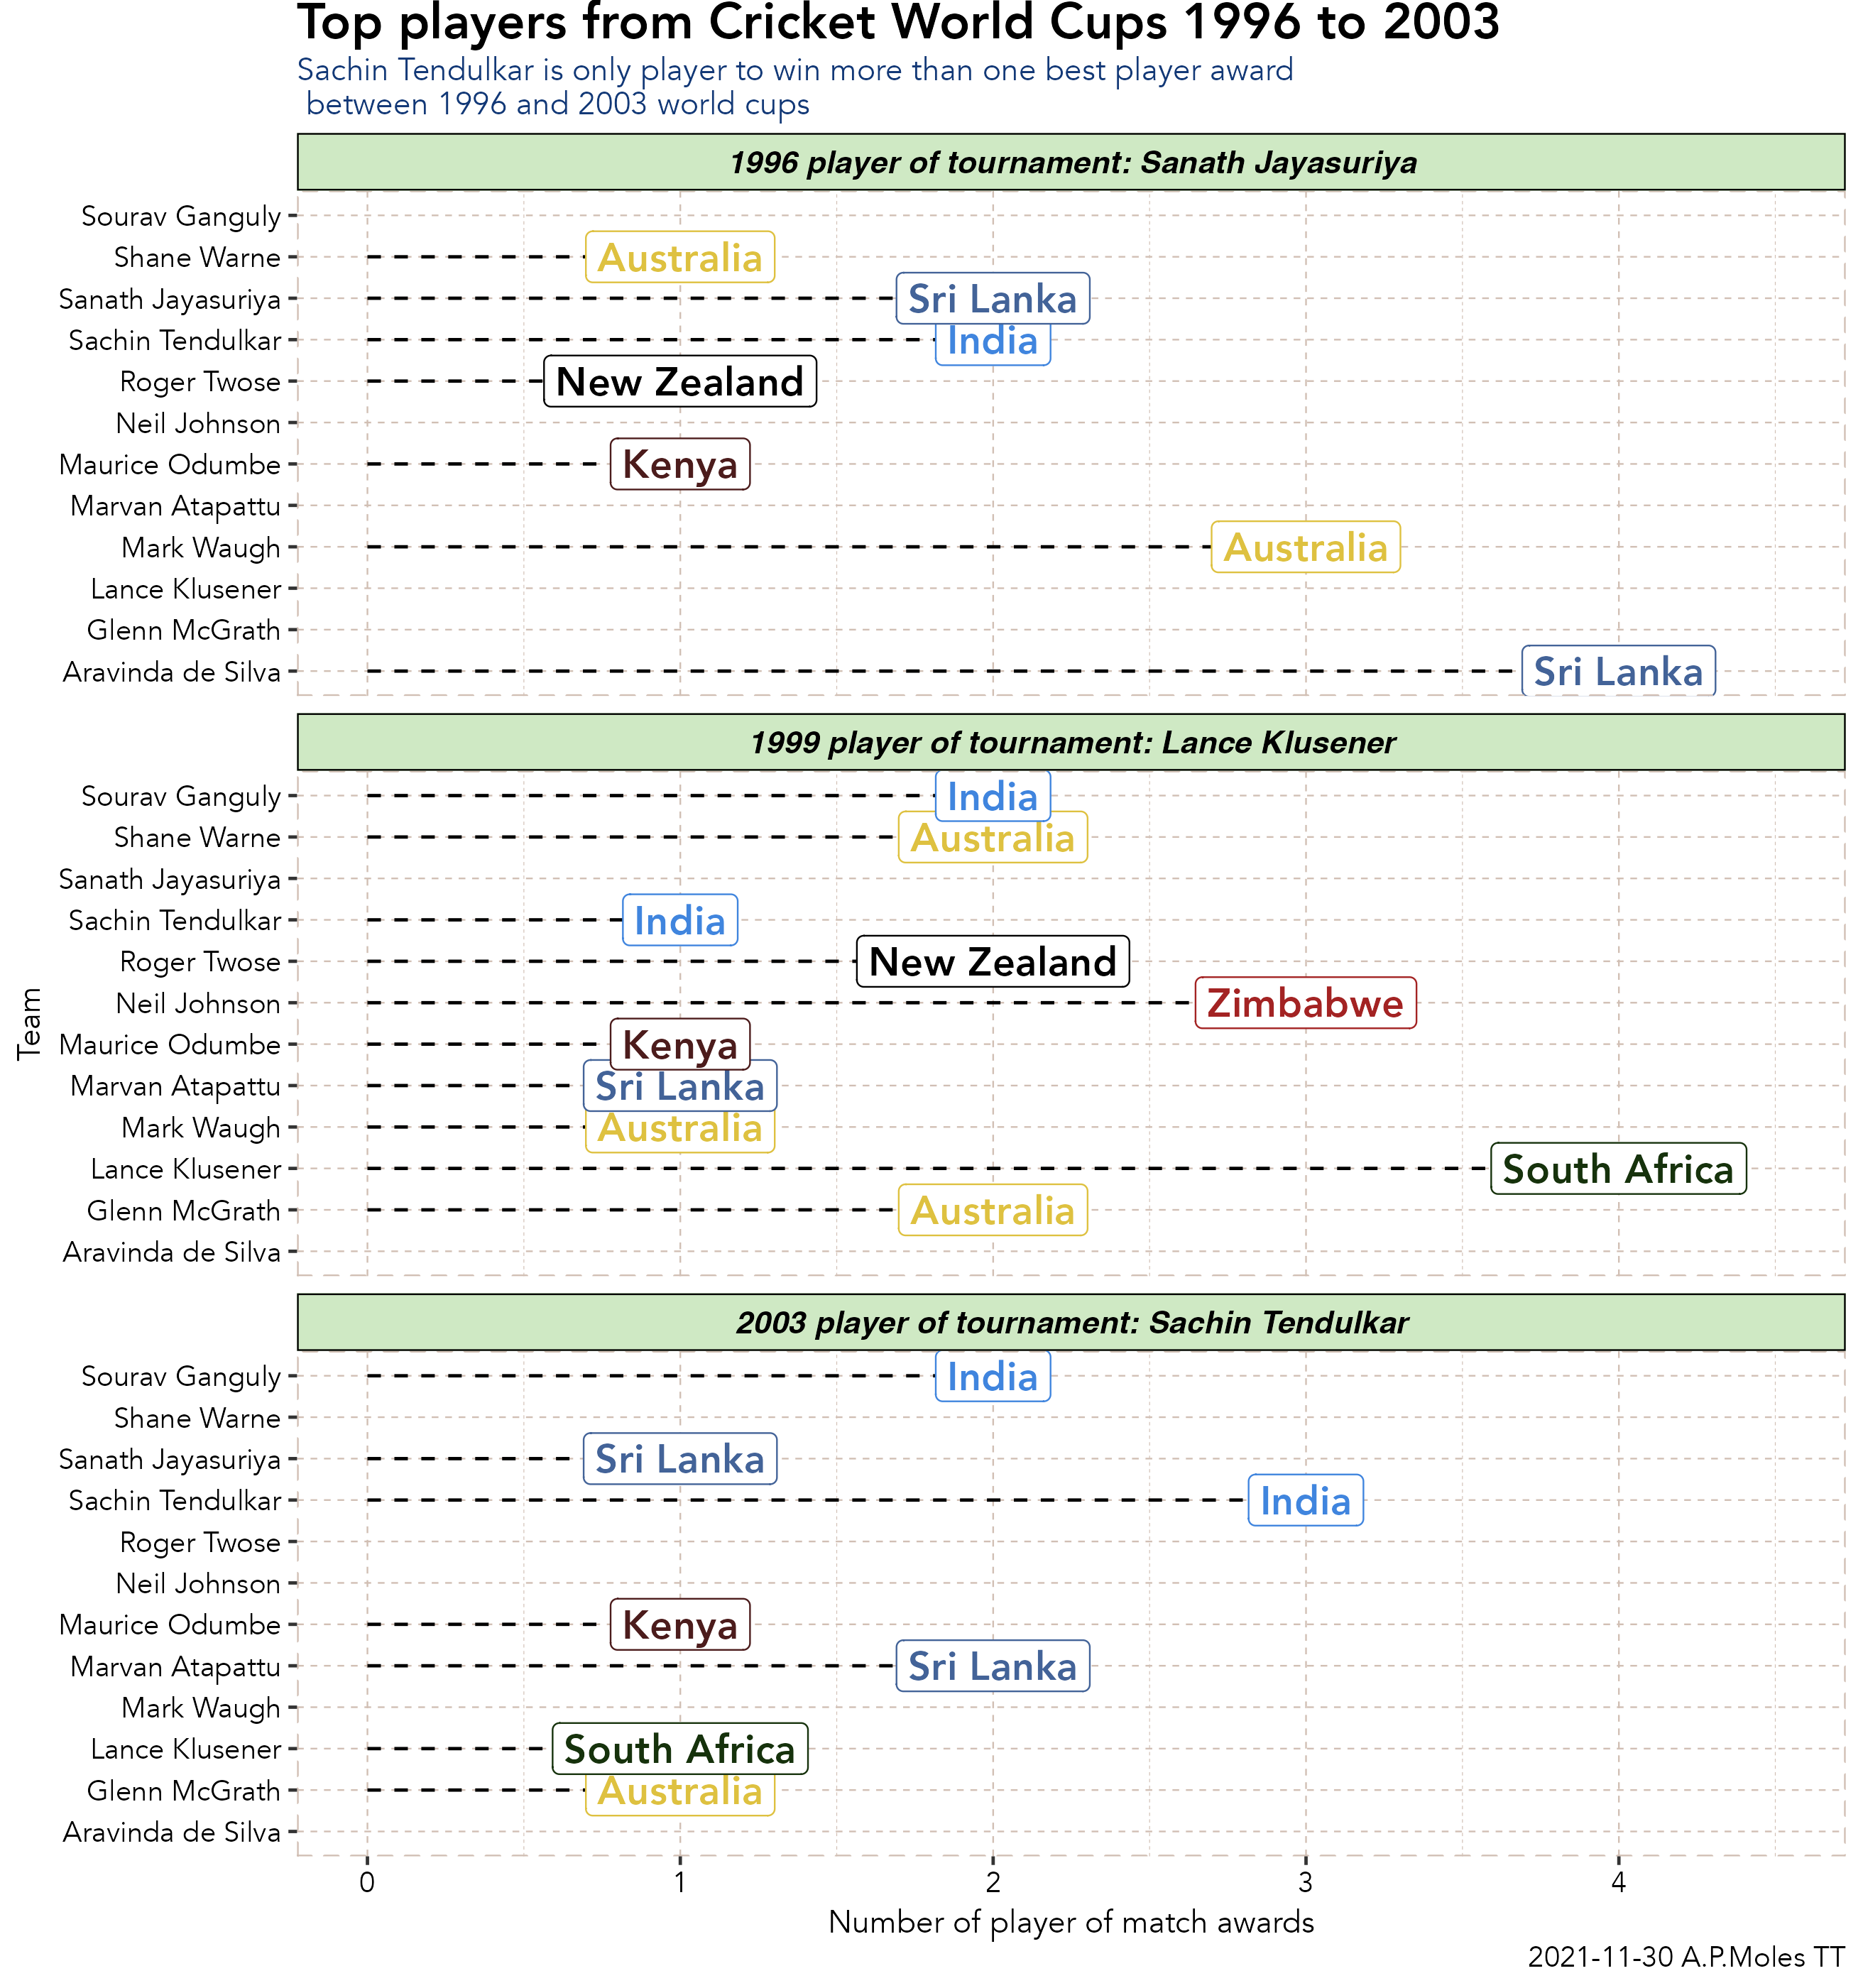 Top players from Cricket World Cups 1996 to 2003
Sachin Tendulkar is only player to win more than one best player award
between 1996 and 2003 world cups
1996 player of tournament: Sanath Jayasuriya
Sourav Ganguly
Shane Warne Australia
Sanath Jayasuriya Sri Lanka
Sachin Tendulkar India
Roger Twose New Zealand
Neil Johnson
Maurice Odumbe Kenya
Marvan Atapattu
Mark Waugh Australia
Lance Klusener
Glenn McGrath
Aravinda de Silva Sri Lanka
1999 player of tournament: Lance Klusener
Sourav Ganguly India
Shane Warne Australia
Sanath Jayasuriya
Sachin Tendulkar India
Roger Twose New Zealand
Neil Johnson Zimbabwe
Maurice Odumbe Kenya
Marvan Atapattu Sri Lanka
Mark Waugh Australia
Lance Klusener South Africa
Glenn McGrath Australia
Aravinda de Silva
Team
2003 player of tournament: Sachin Tendulkar
Sourav Ganguly India
Shane Warne
Sanath Jayasuriya Sri Lanka
Sachin Tendulkar India
Roger Twose
Neil Johnson
Maurice Odumbe Kenya
Marvan Atapattu Sri Lanka
Mark Waugh
Lance Klusener South Africa
Glenn McGrath Australia
Aravinda de Silva
0 1 2 3 4
Number of player of match awards
2021-11-30 A.P.Moles TT